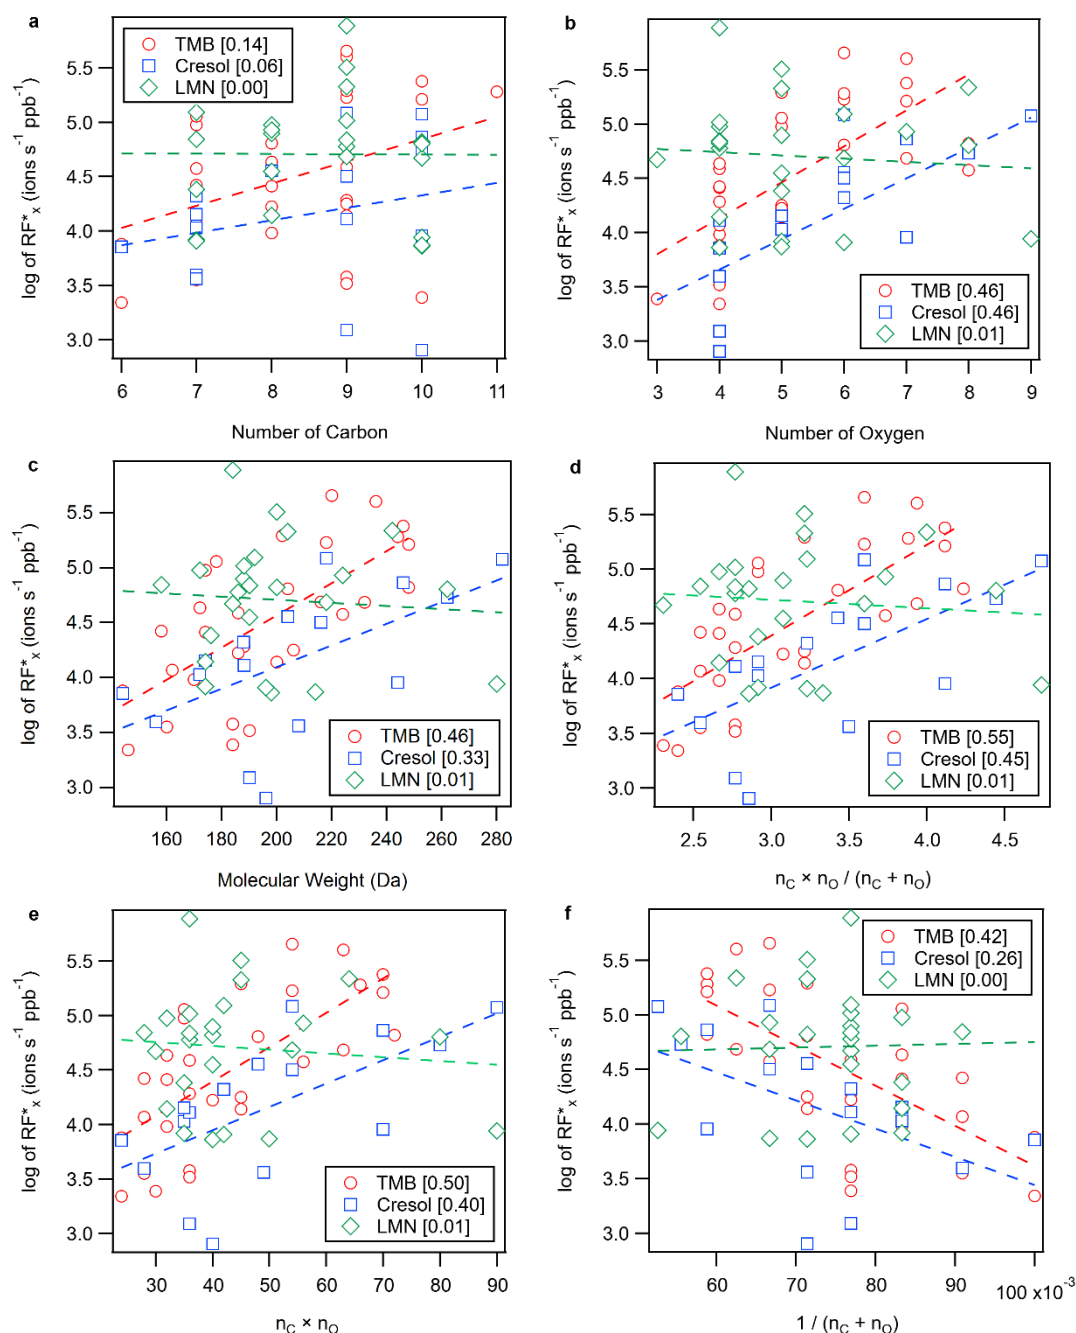 a
TMB [0.14]
Cresol [0.06]
LMN [0.00]
log of RF*x (ions s-1 ppb-1)
5.5
5.0
4.5
4.0
3.5
3.0
6 7 8 9 10 11
Number of Carbon
b
log of RF*x (ions s-1 ppb-1)
5.5
5.0
4.5
4.0
3.5
3.0
TMB [0.46]
Cresol [0.46]
LMN [0.01]
3 4 5 6 7 8 9
Number of Oxygen
c
log of RF*x (ions s-1 ppb-1)
5.5
5.0
4.5
4.0
3.5
3.0
TMB [0.46]
Cresol [0.33]
LMN [0.01]
160 180 200 220 240 260 280
Molecular Weight (Da)
d
log of RF*x (ions s-1 ppb-1)
5.5
5.0
4.5
4.0
3.5
3.0
TMB [0.55]
Cresol [0.45]
LMN [0.01]
2.5 3.0 3.5 4.0 4.5
nC × nO / (nC + nO)
e
log of RF*x (ions s-1 ppb-1)
5.5
5.0
4.5
4.0
3.5
3.0
TMB [0.50]
Cresol [0.40]
LMN [0.01]
30 40 50 60 70 80 90
nC × nO
f
TMB [0.42]
Cresol [0.26]
LMN [0.00]
log of RF*x (ions s-1 ppb-1)
5.5
5.0
4.5
4.0
3.5
3.0
60 70 80 90 100 x10-3
1 / (nC + nO)